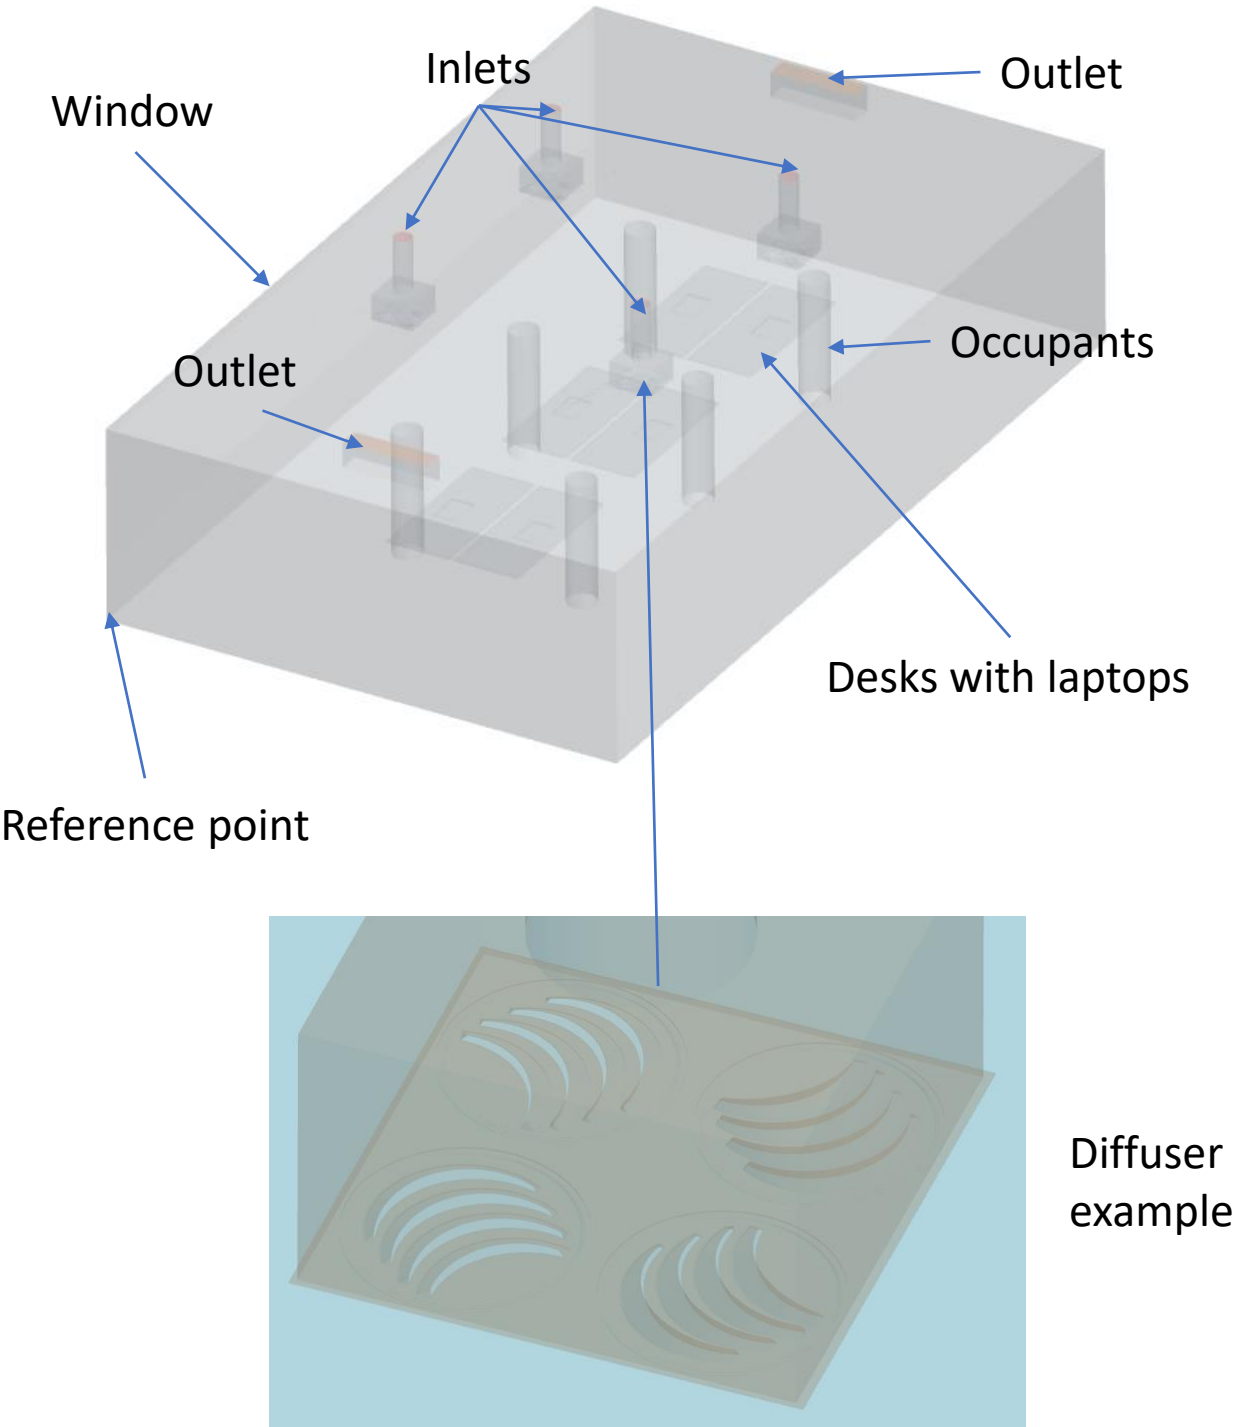 Inlets
Outlet
Window
Occupants
Outlet
Desks with laptops
Reference point
Diffuser
example